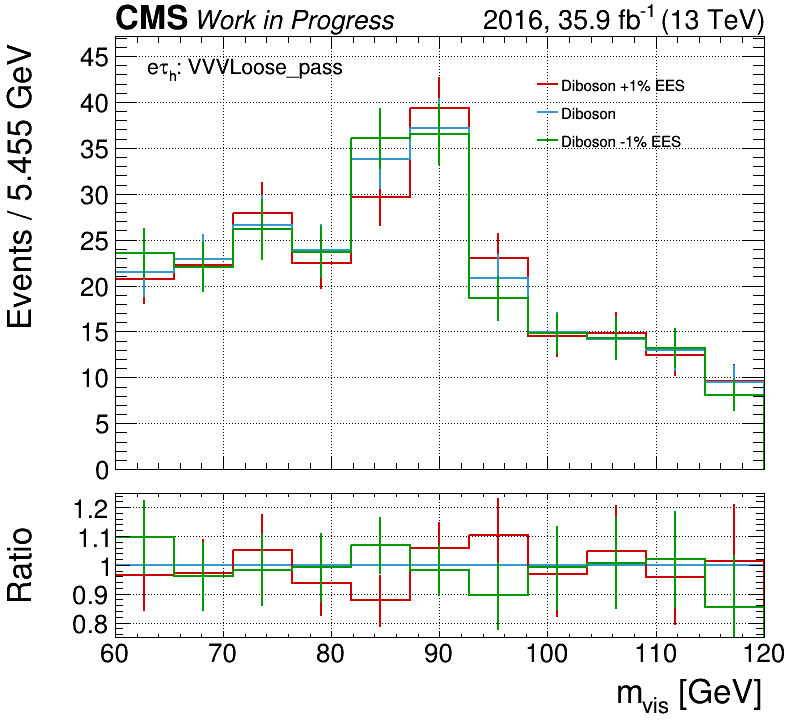 CMS Work in Progress 2016, 35.9 fb⁻¹ (13 TeV)
eτh: VVVLoose_pass
Diboson +1% EES
Diboson
Diboson -1% EES
Events / 5.455 GeV
45
40
35
30
25
20
15
10
5
0
Ratio
1.2
1.1
1
0.9
0.8
60 70 80 90 100 110 120
mvis [GeV]